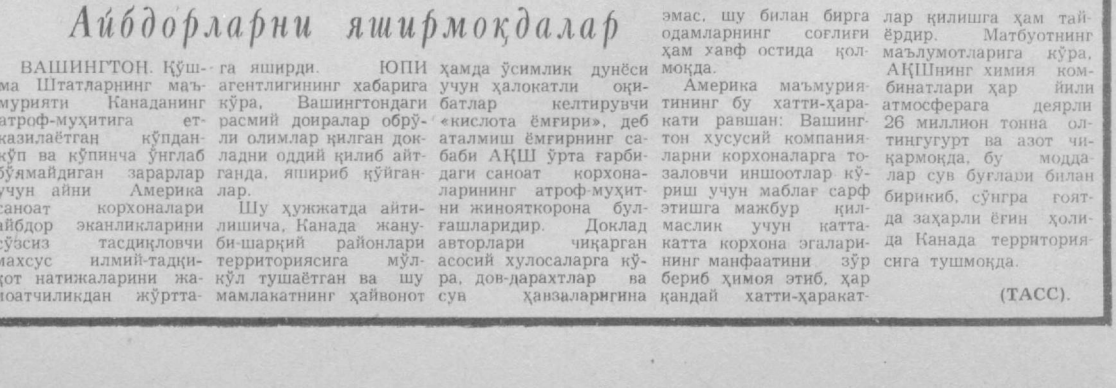 Айбдорларни яширмоқдалар
ВАШИНГТОН. Қўш-
ма Штатларнинг маъ-
мурияти Канаданинг
атроф-муҳитига ет-
казилаётган кўпдан-
кўп ва кўпинча ўнглаб
бўлмайдиган зарарлар
учун айни Америка
саноат корхоналари
айбдор эканликларини
сўзсиз тасдиқловчи
махсус илмий-тадқи-
қот натижаларини жа-
моатчиликдан жўртта-
га яширди. ЮПИ
агентлигининг хабарига
кўра, Вашингтондаги
расмий доиралар обрў-
ли олимлар қилган док-
ладни оддий қилиб айт-
ганда, яшириб қўйган-
лар.
Шу ҳужжатда айти-
лишича, Канада жану-
би-шарқий районлари
территориясига мўл-
кўл тушаётган ва шу
мамлакатнинг ҳайвонот
ҳамда ўсимлик дунёси
учун ҳалокатли оқи-
батлар келтирувчи
«кислота ёмғири», деб
аталмиш ёмғирнинг са-
баби АҚШ ўрта ғарби-
даги саноат корхона-
ларининг атроф-муҳит-
ни жинояткорона бул-
ғашларидир. Доклад
авторлари чиқарган
асосий хулосаларга кў-
ра, дов-дарахтлар ва
сув ҳавзаларигина
эмас, шу билан бирга
одамларнинг соғлиғи
ҳам хавф остида қол-
моқда.
Америка маъмурия-
тининг бу хатти-ҳара-
кати равшан: Вашинг-
тон хусусий компания-
ларни корхоналарга то-
заловчи иншоотлар қў-
риш учун маблағ сарф
этишга мажбур қил-
маслик учун катта-
катта корхона эгалари-
нинг манфаатини зўр
бериб ҳимоя этиб, ҳар
қандай хатти-ҳаракат-
лар қилишга ҳам тай-
ёрдир. Матбуотнинг
маълумотларига кўра,
АҚШнинг химия ком-
бинатлари ҳар йили
атмосферага деярли
26 миллион тонна ол-
тингугурт ва азот чи-
қармоқда, бу модда-
лар сув буғлари билан
бирикиб, сўнгра ғоят-
да заҳарли ёғин ҳоли-
да Канада территория-
сига тушмоқда.
(ТАСС).